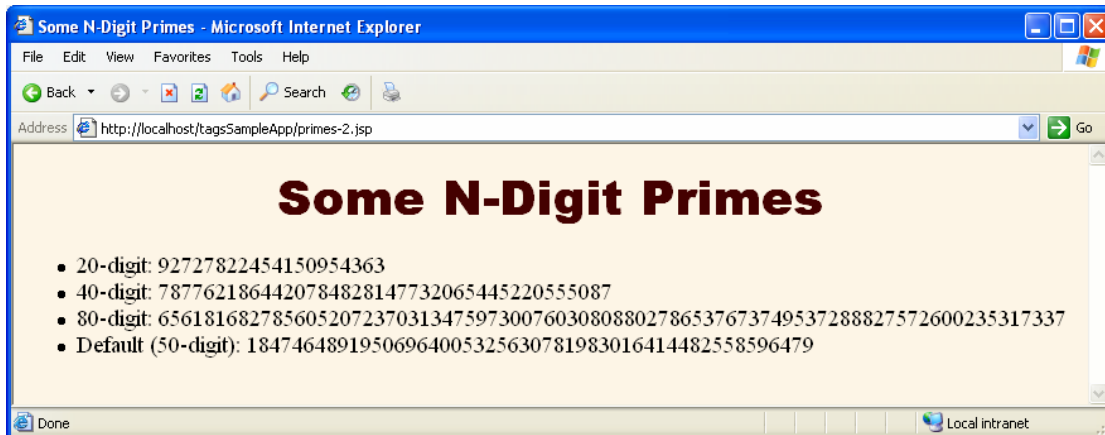 Some N-Digit Primes - Microsoft Internet Explorer
File Edit View Favorites Tools Help
Back Search
Address http://localhost/tagsSampleApp/primes-2.jsp Go
Some N-Digit Primes
• 20-digit: 92727822454150954363
• 40-digit: 7877621864420784828147732065445220555087
• 80-digit: 65618168278560520723703134759730076030808802786537673749537288827572600235317337
• Default (50-digit): 18474648919506964005325630781983016414482558596479
Done Local intranet